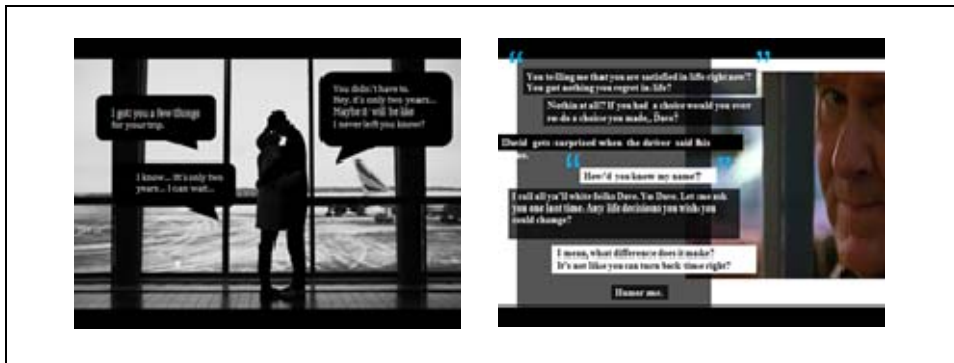 I got you a few things
for your trip.
You didn't have to.
Hey, it's only two years...
Maybe it will be like
I never left you know?
I know... It's only two
years... I can wait...
“ ”
You telling me that you are satisfied in life right now?
You got nothing you regret in life?
Nothin at all? If you had a choice would you ever
re-do a choice you made,. Dave?
David gets surprised when the driver said this
“ ”
How'd you know my name?
I call all ya'll white folks Dave. Yo Dave. Let me ask
you one last time. Any life decisions you wish you
could change?
I mean, what difference does it make?
It's not like you can turn back time right?
Humor me.